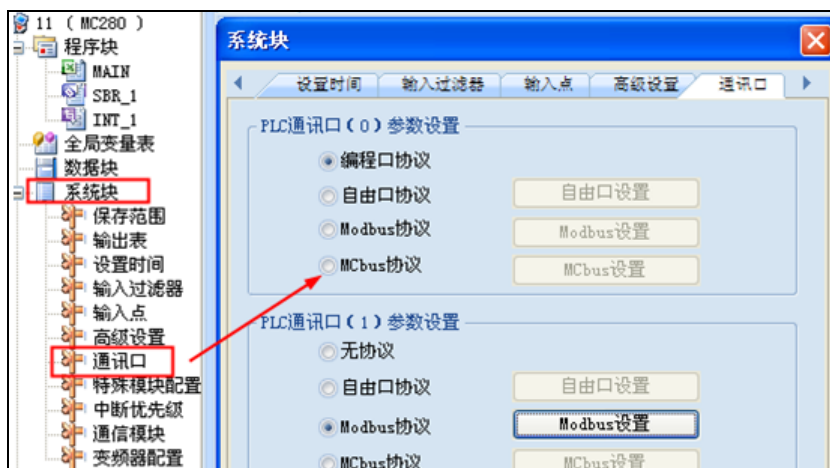 11 ( MC280 )
程序块
MAIN
SBR_1
INT_1
全局变量表
数据块
系统块
保存范围
输出表
设置时间
输入过滤器
输入点
高级设置
通讯口
特殊模块配置
中断优先级
通信模块
变频器配置
系统块
设置时间 输入过滤器 输入点 高级设置 通讯口
PLC通讯口(0)参数设置
编程口协议
自由口协议 自由口设置
Modbus协议 Modbus设置
MCbus协议 MCbus设置
PLC通讯口(1)参数设置
无协议
自由口协议 自由口设置
Modbus协议 Modbus设置
MCbus协议 MCbus设置